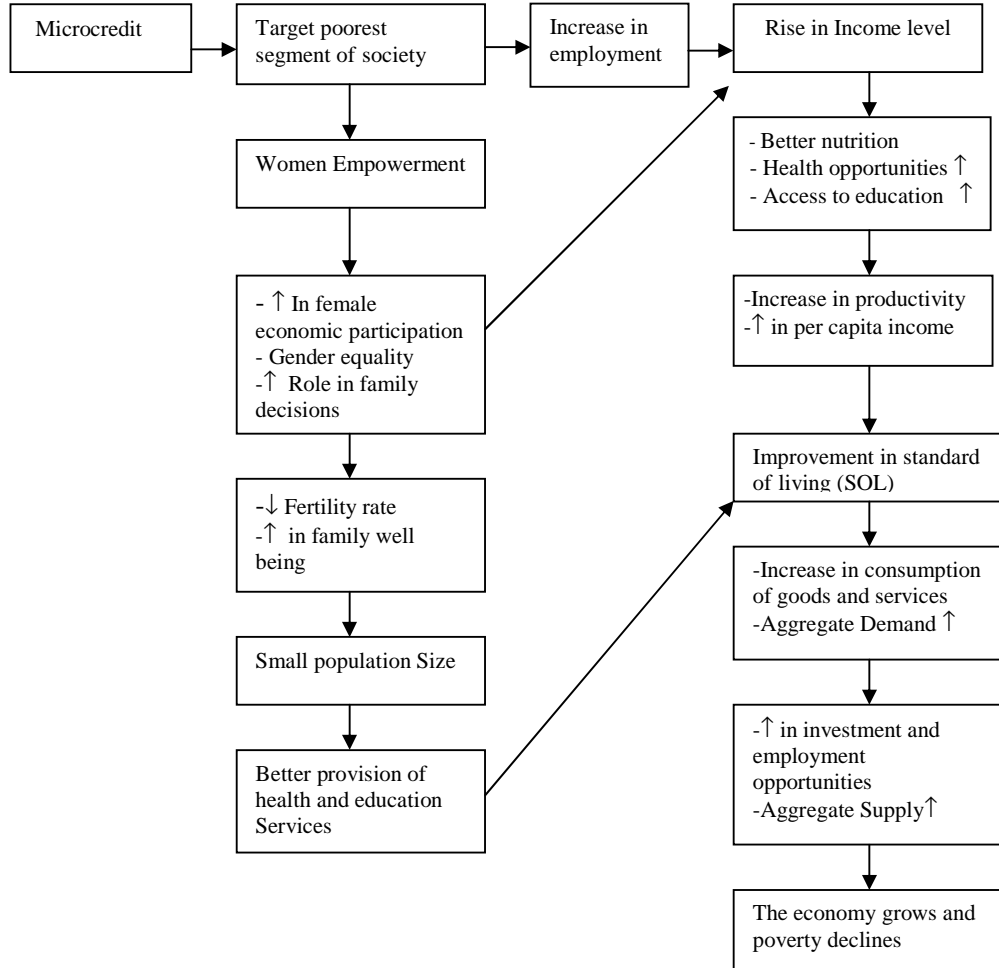 Microcredit
Target poorest
segment of society
Increase in
employment
Rise in Income level
Women Empowerment
- Better nutrition
- Health opportunities ↑
- Access to education ↑
- ↑ In female
economic participation
- Gender equality
-↑ Role in family
decisions
-Increase in productivity
-↑ in per capita income
Improvement in standard
of living (SOL)
-↓ Fertility rate
-↑ in family well
being
-Increase in consumption
of goods and services
-Aggregate Demand ↑
Small population Size
-↑ in investment and
employment
opportunities
-Aggregate Supply↑
Better provision of
health and education
Services
The economy grows and
poverty declines